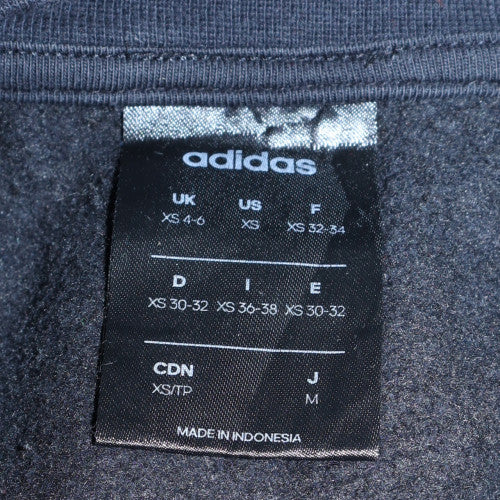 adidas
UK US F
XS 4-6 XS XS 32-34
D I E
XS 30-32 XS 36-38 XS 30-32
CDN J
XS/TP M
MADE IN INDONESIA